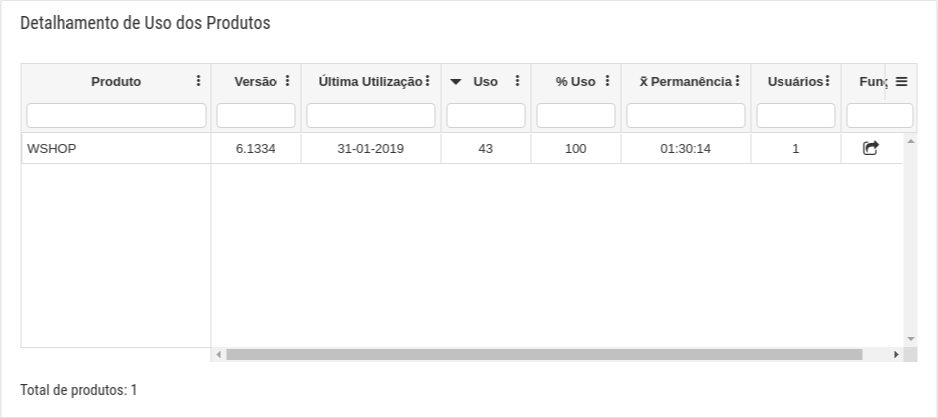 Detalhamento de Uso dos Produtos
Produto Versão Última Utilização Uso % Uso x̄ Permanência Usuários Funç
WSHOP 6.1334 31-01-2019 43 100 01:30:14 1
Total de produtos: 1